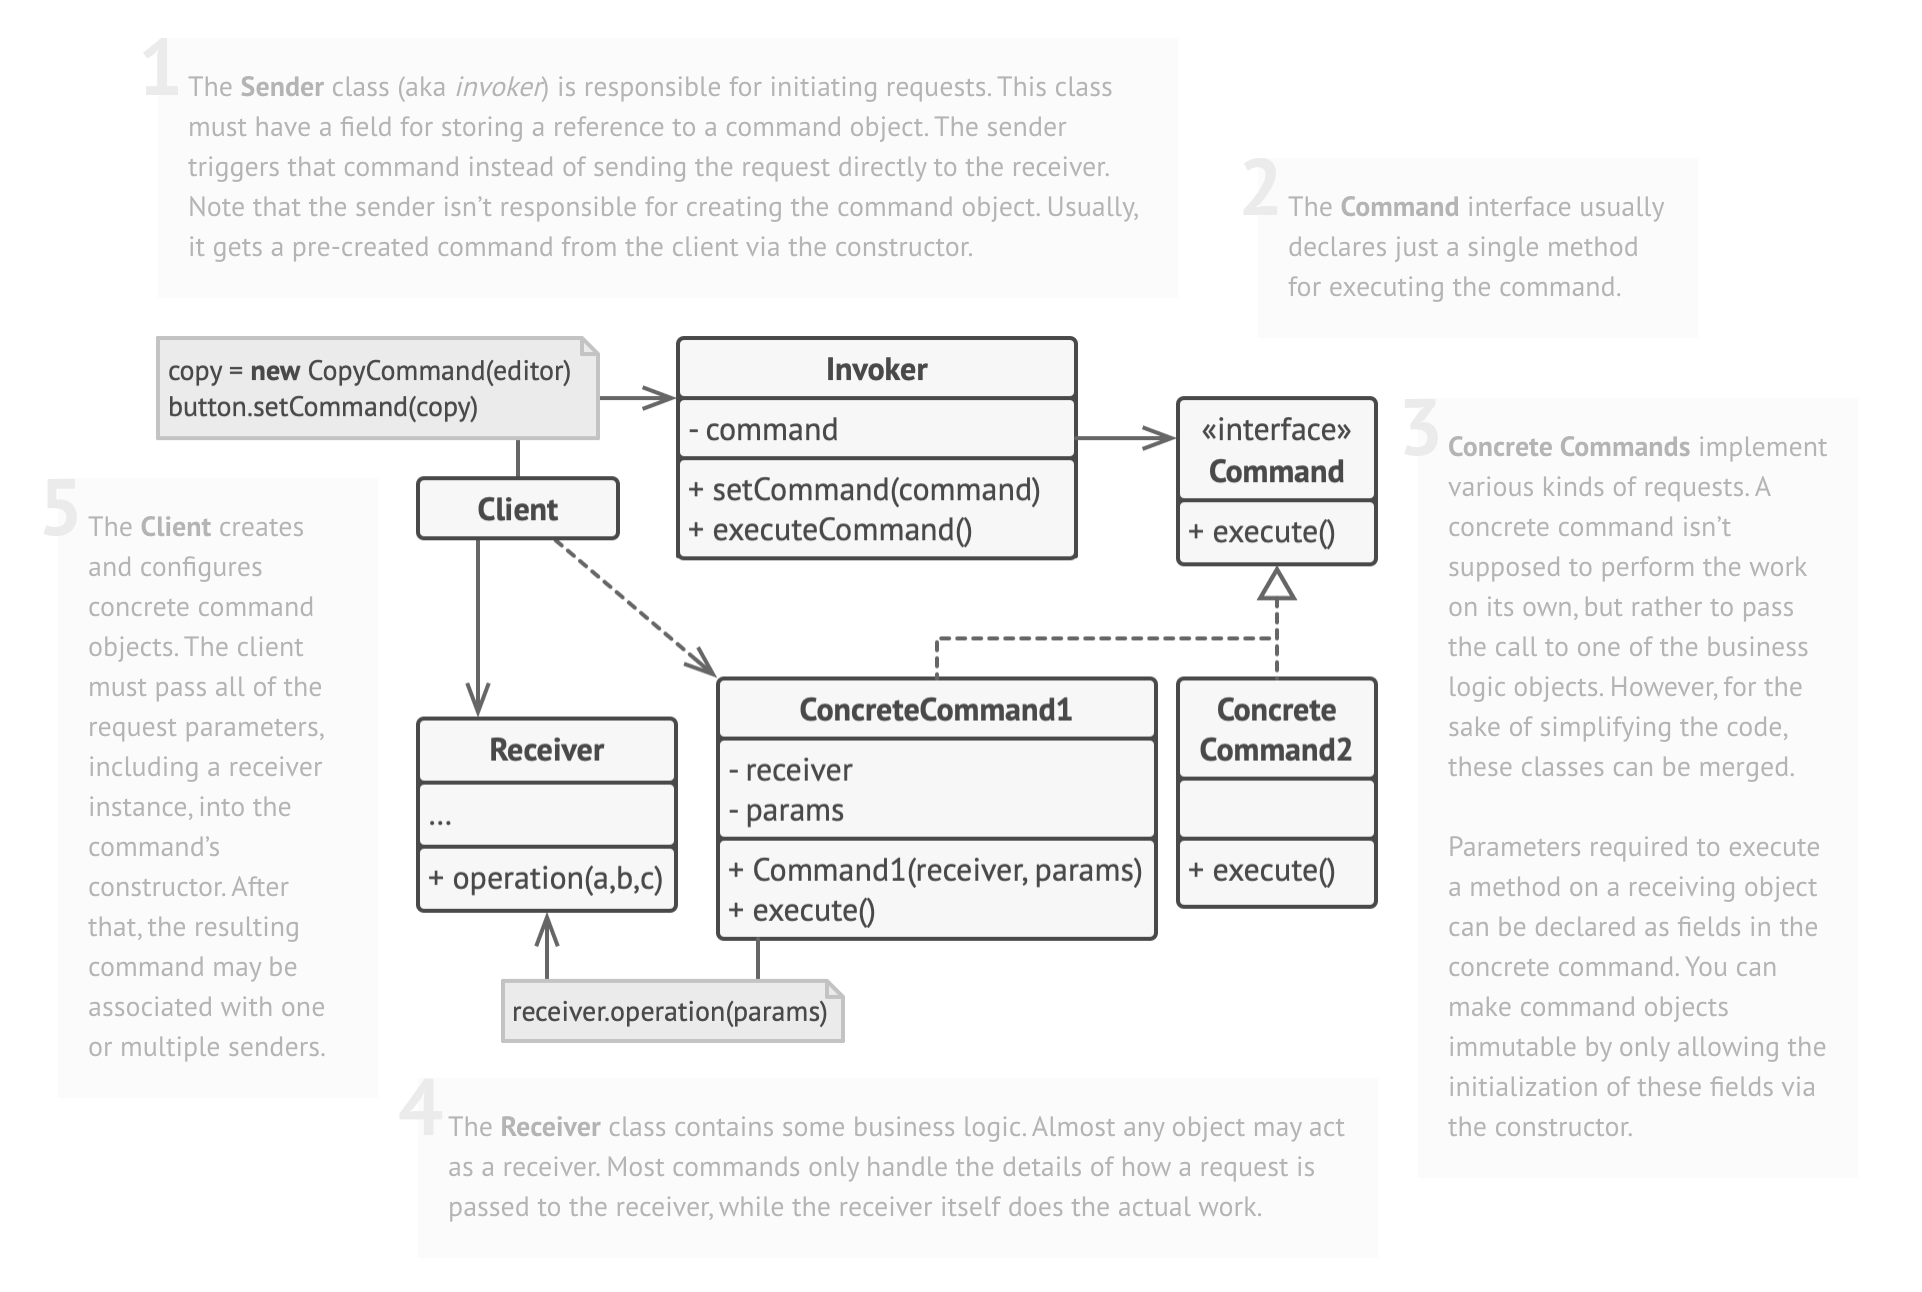 1
The Sender class (aka invoker) is responsible for initiating requests. This class
must have a field for storing a reference to a command object. The sender
triggers that command instead of sending the request directly to the receiver.
Note that the sender isn't responsible for creating the command object. Usually,
it gets a pre-created command from the client via the constructor.
2
The Command interface usually
declares just a single method
for executing the command.
copy = new CopyCommand(editor)
button.setCommand(copy)
Invoker
- command
+ setCommand(command)
+ executeCommand()
«interface»
Command
+ execute()
3
Concrete Commands implement
various kinds of requests. A
concrete command isn't
supposed to perform the work
on its own, but rather to pass
the call to one of the business
logic objects. However, for the
sake of simplifying the code,
these classes can be merged.
Parameters required to execute
a method on a receiving object
can be declared as fields in the
concrete command. You can
make command objects
immutable by only allowing the
initialization of these fields via
the constructor.
Client
5
The Client creates
and configures
concrete command
objects. The client
must pass all of the
request parameters,
including a receiver
instance, into the
command's
constructor. After
that, the resulting
command may be
associated with one
or multiple senders.
Receiver
...
+ operation(a,b,c)
ConcreteCommand1
- receiver
- params
+ Command1(receiver, params)
+ execute()
Concrete
Command2
+ execute()
receiver.operation(params)
4
The Receiver class contains some business logic. Almost any object may act
as a receiver. Most commands only handle the details of how a request is
passed to the receiver, while the receiver itself does the actual work.